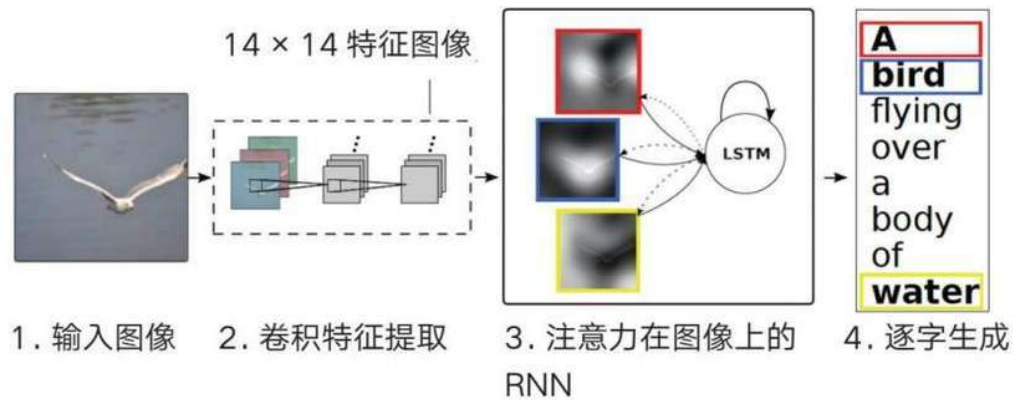 14 × 14 特征图像
LSTM
A
bird
flying
over
a
body
of
water
1. 输入图像
2. 卷积特征提取
3. 注意力在图像上的
RNN
4. 逐字生成